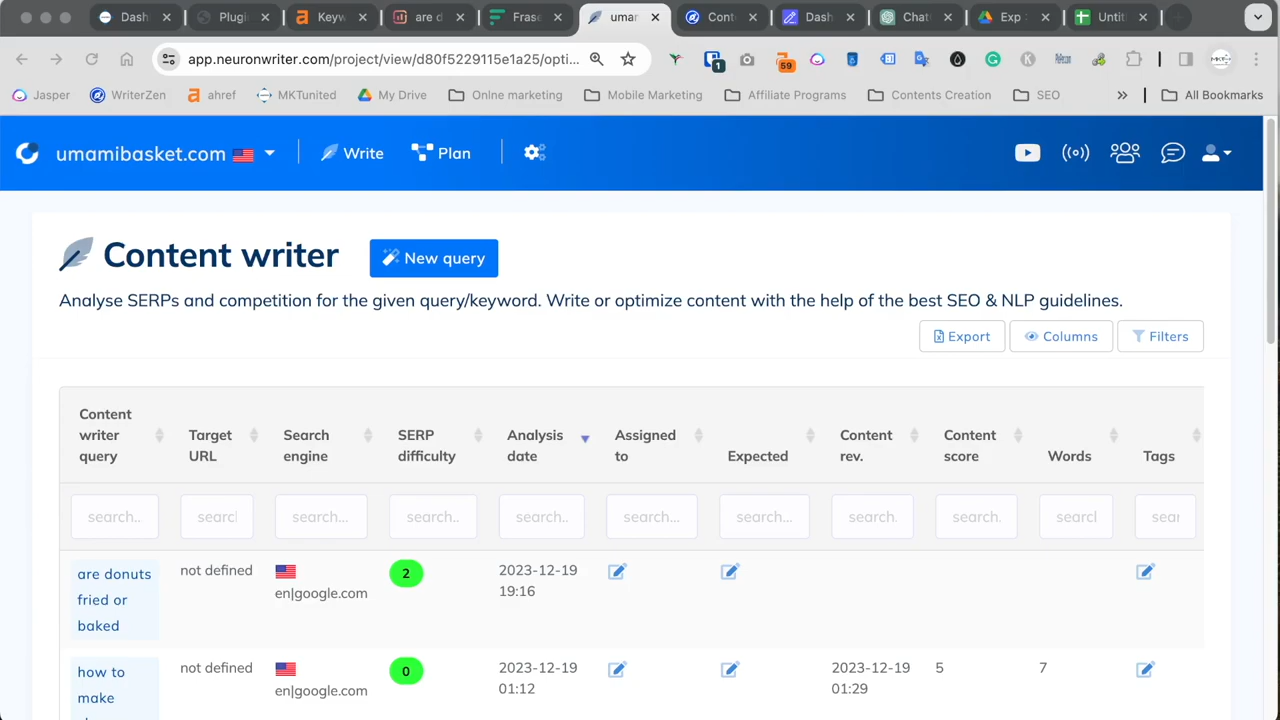 Dash
Plugi
Keyw
are d
Frase
umar
Cont
Dash
Chat
Exp
Untit
app.neuronwriter.com/project/view/d80f5229115e1a25/opti...
1
59
Jasper
WriterZen
ahref
MKTunited
My Drive
Onlne marketing
Mobile Marketing
Affiliate Programs
Contents Creation
SEO
»
All Bookmarks
umamibasket.com
Write
Plan
Content writer
New query
Analyse SERPs and competition for the given query/keyword. Write or optimize content with the help of the best SEO & NLP guidelines.
Export
Columns
Filters
Content
writer
query
Target
URL
Search
engine
SERP
difficulty
Analysis
date
Assigned
to
Expected
Content
rev.
Content
score
Words
Tags
search..
searcl
search...
search..
search..
search...
search...
search.
search.
searcl
sear
are donuts
fried or
baked
not defined
en|google.com
2
2023-12-19
19:16
how to
make
not defined
en|google.com
0
2023-12-19
01:12
2023-12-19
01:29
5
7